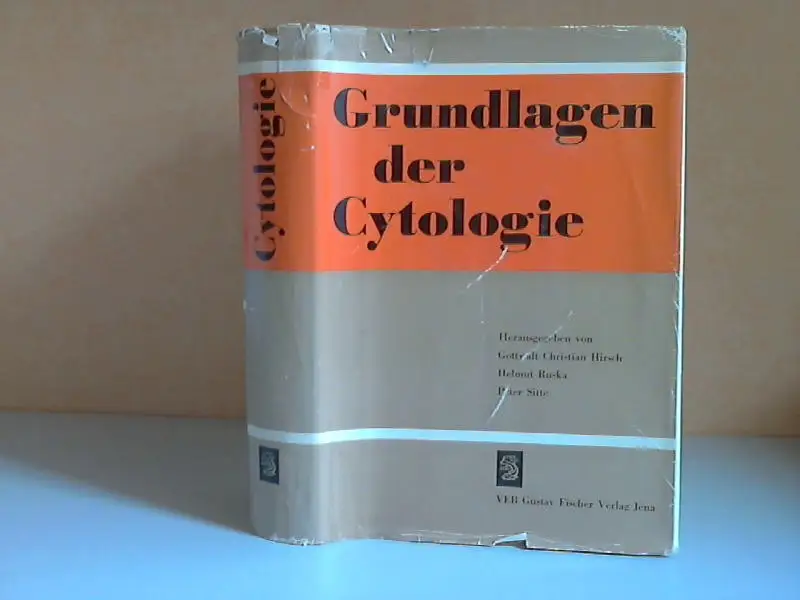 Cytologie
Grundlagen
der
Cytologie
Herausgegeben von
Gottwalt Christian Hirsch
Helmut Ruska
Peter Sitte
VEB Gustav Fischer Verlag Jena